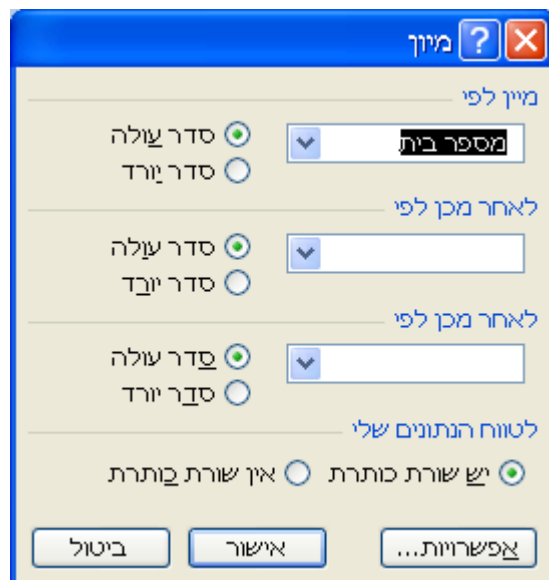 מיון
מיין לפי
מספר בית
סדר עולה
סדר יורד
לאחר מכן לפי
סדר עולה
סדר יורד
לאחר מכן לפי
סדר עולה
סדר יורד
לטווח הנתונים שלי
יש שורת כותרת אין שורת כותרת
אפשרויות... אישור ביטול